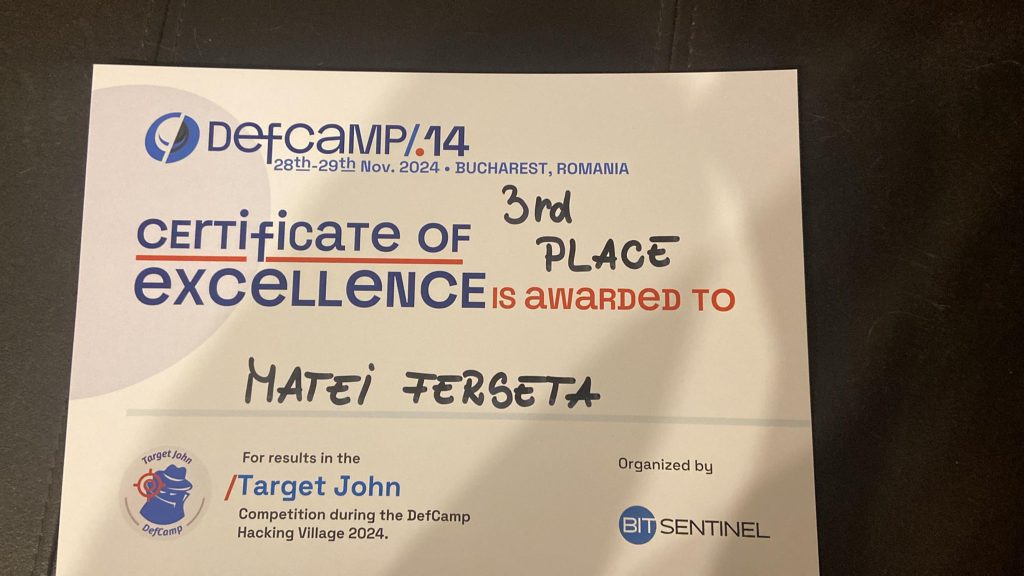 DefCamp/.14
28th-29th Nov. 2024 • BUCHAREST, ROMANIA
3rd
PLACE
Certificate of
excellence is awarded to
MATEI FERSETA
For results in the
/Target John
Competition during the DefCamp
Hacking Village 2024.
Target John
DefCamp
Organized by
BIT SENTINEL